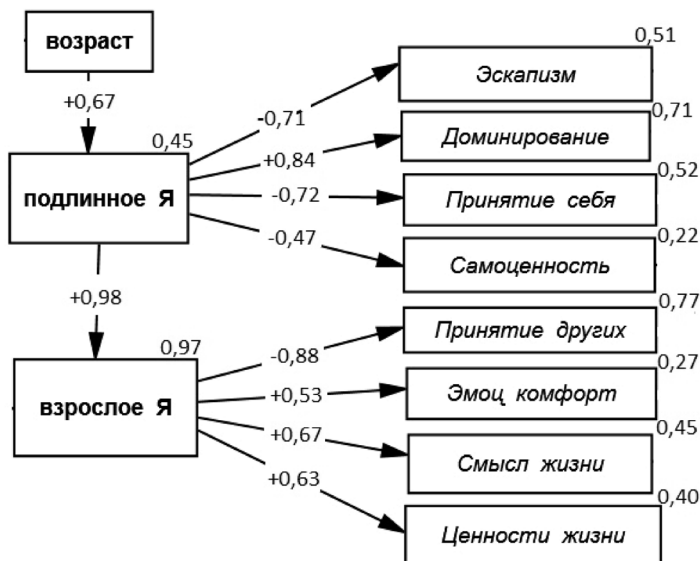 возраст
+0,67
0,45
подлинное Я
+0,98
0,97
взрослое Я
-0,71
+0,84
-0,72
-0,47
-0,88
+0,53
+0,67
+0,63
0,51
Эскапизм
0,71
Доминирование
0,52
Принятие себя
0,22
Самоценность
0,77
Принятие других
0,27
Эмоц комфорт
0,45
Смысл жизни
0,40
Ценности жизни